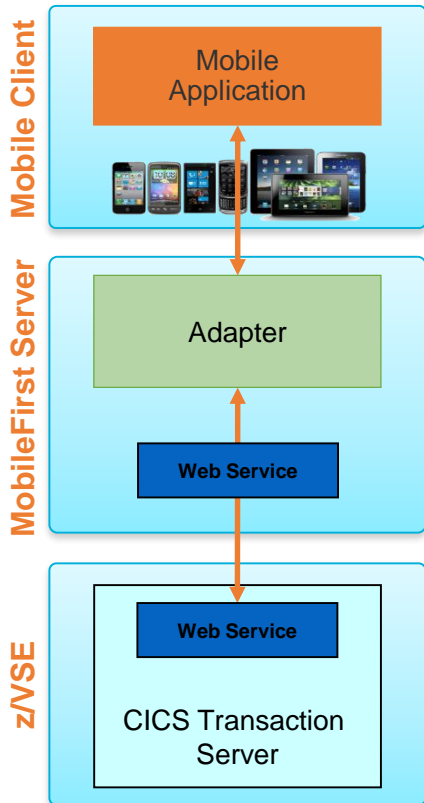 Mobile Client
Mobile
Application
MobileFirst Server
Adapter
Web Service
z/VSE
Web Service
CICS Transaction
Server